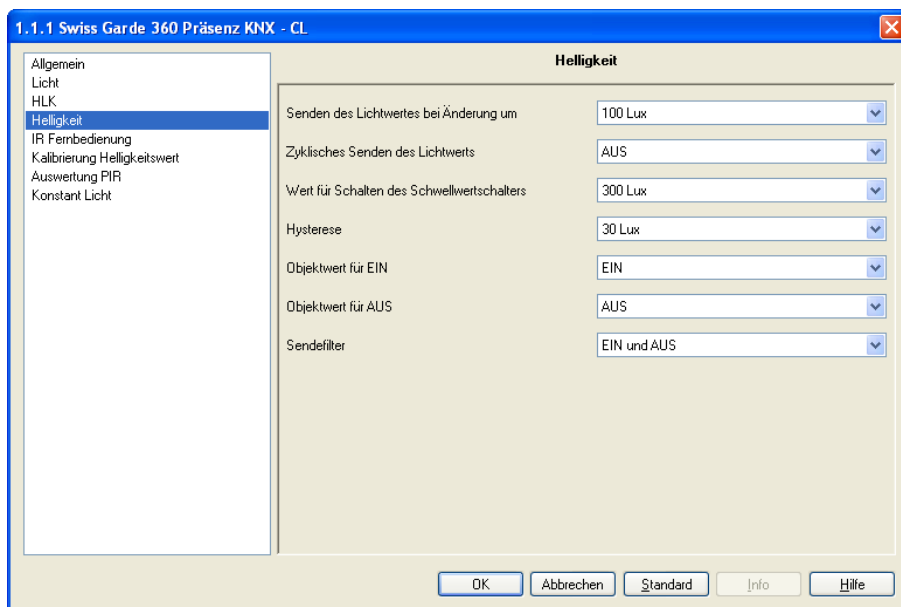 1.1.1 Swiss Garde 360 Präsenz KNX - CL
Allgemein
Licht
HLK
Helligkeit
IR Fernbedienung
Kalibrierung Helligkeitswert
Auswertung PIR
Konstant Licht
Helligkeit
Senden des Lichtwertes bei Änderung um 100 Lux
Zyklisches Senden des Lichtwerts AUS
Wert für Schalten des Schwellwertschalters 300 Lux
Hysterese 30 Lux
Objektwert für EIN EIN
Objektwert für AUS AUS
Sendefilter EIN und AUS
OK Abbrechen Standard Info Hilfe